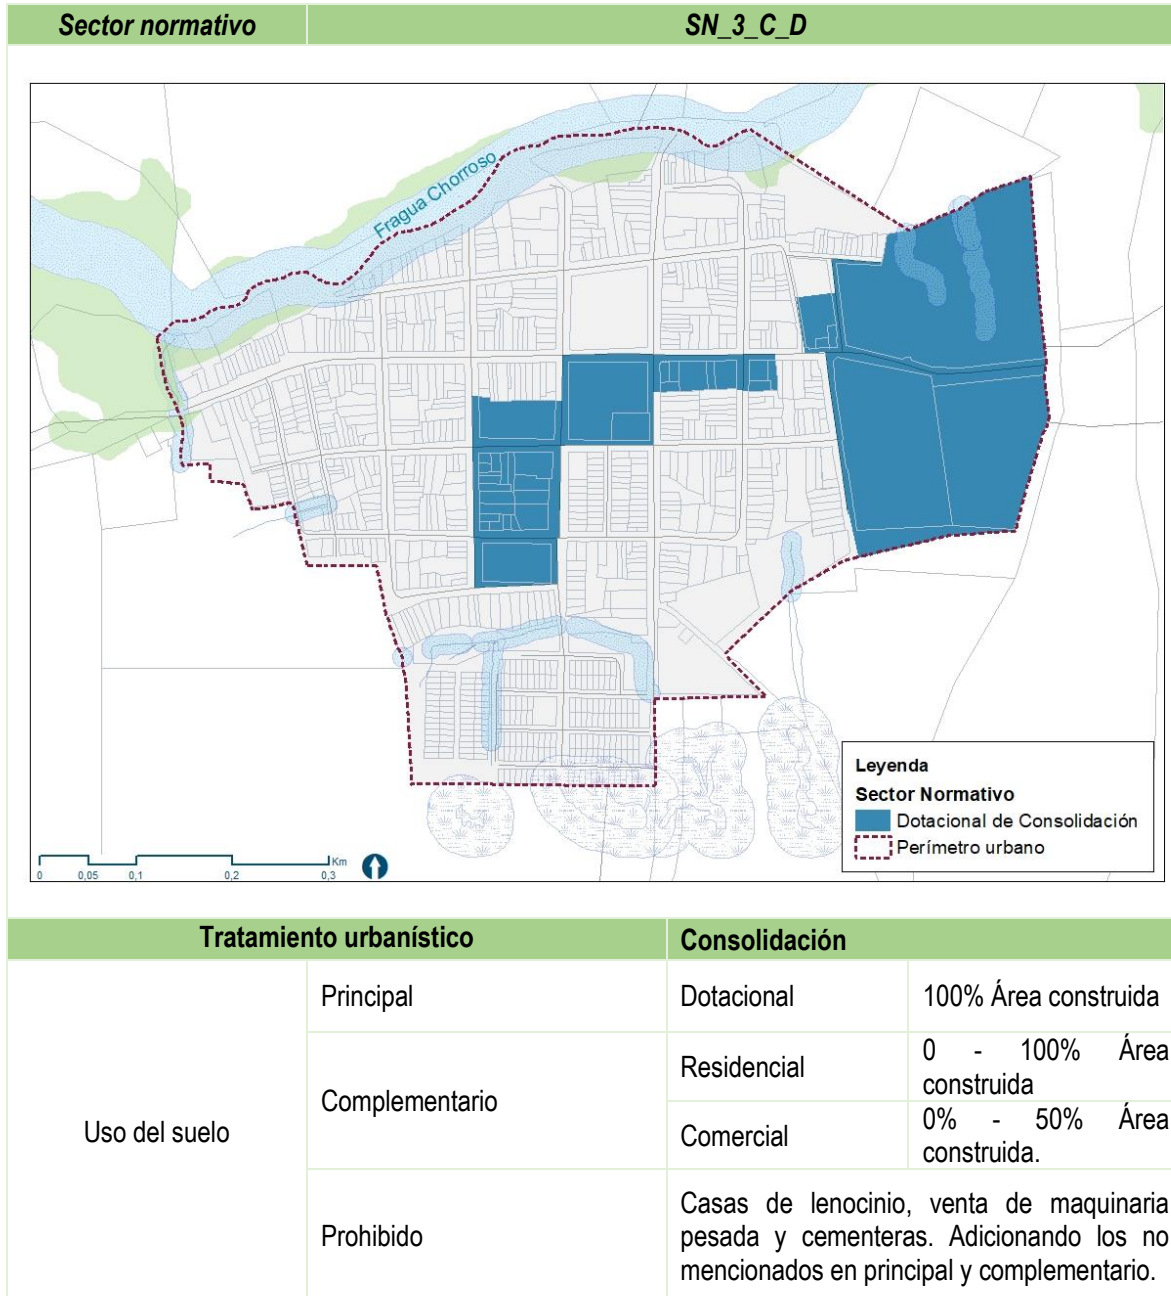 Sector normativo SN_3_C_D
Fragua Chorroso
Leyenda
Sector Normativo
Dotacional de Consolidación
Perímetro urbano
Km
0 0,05 0,1 0,2 0,3
Tratamiento urbanístico Consolidación
Uso del suelo
Principal
Dotacional
100% Área construida
Complementario
Residencial
0 - 100% Área
construida
Comercial
0% - 50% Área
construida.
Prohibido
Casas de lenocinio, venta de maquinaria
pesada y cementeras. Adicionando los no
mencionados en principal y complementario.